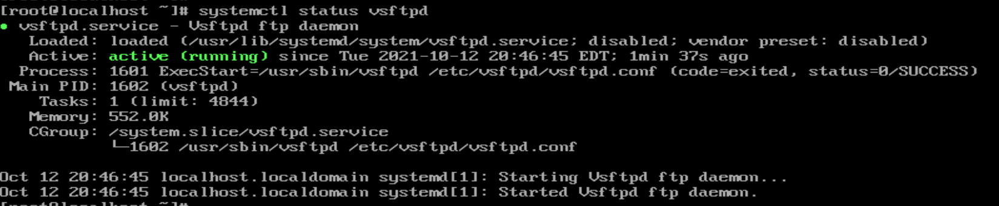 [root@localhost ~]# systemctl status vsftpd
● vsftpd.service - Vsftpd ftp daemon
   Loaded: loaded (/usr/lib/systemd/system/vsftpd.service; disabled; vendor preset: disabled)
   Active: active (running) since Tue 2021-10-12 20:46:45 EDT; 1min 37s ago
  Process: 1601 ExecStart=/usr/sbin/vsftpd /etc/vsftpd/vsftpd.conf (code=exited, status=0/SUCCESS)
 Main PID: 1602 (vsftpd)
    Tasks: 1 (limit: 4844)
   Memory: 552.0K
   CGroup: /system.slice/vsftpd.service
           └─1602 /usr/sbin/vsftpd /etc/vsftpd/vsftpd.conf
Oct 12 20:46:45 localhost.localdomain systemd[1]: Starting Vsftpd ftp daemon...
Oct 12 20:46:45 localhost.localdomain systemd[1]: Started Vsftpd ftp daemon.
[root@localhost ~]#